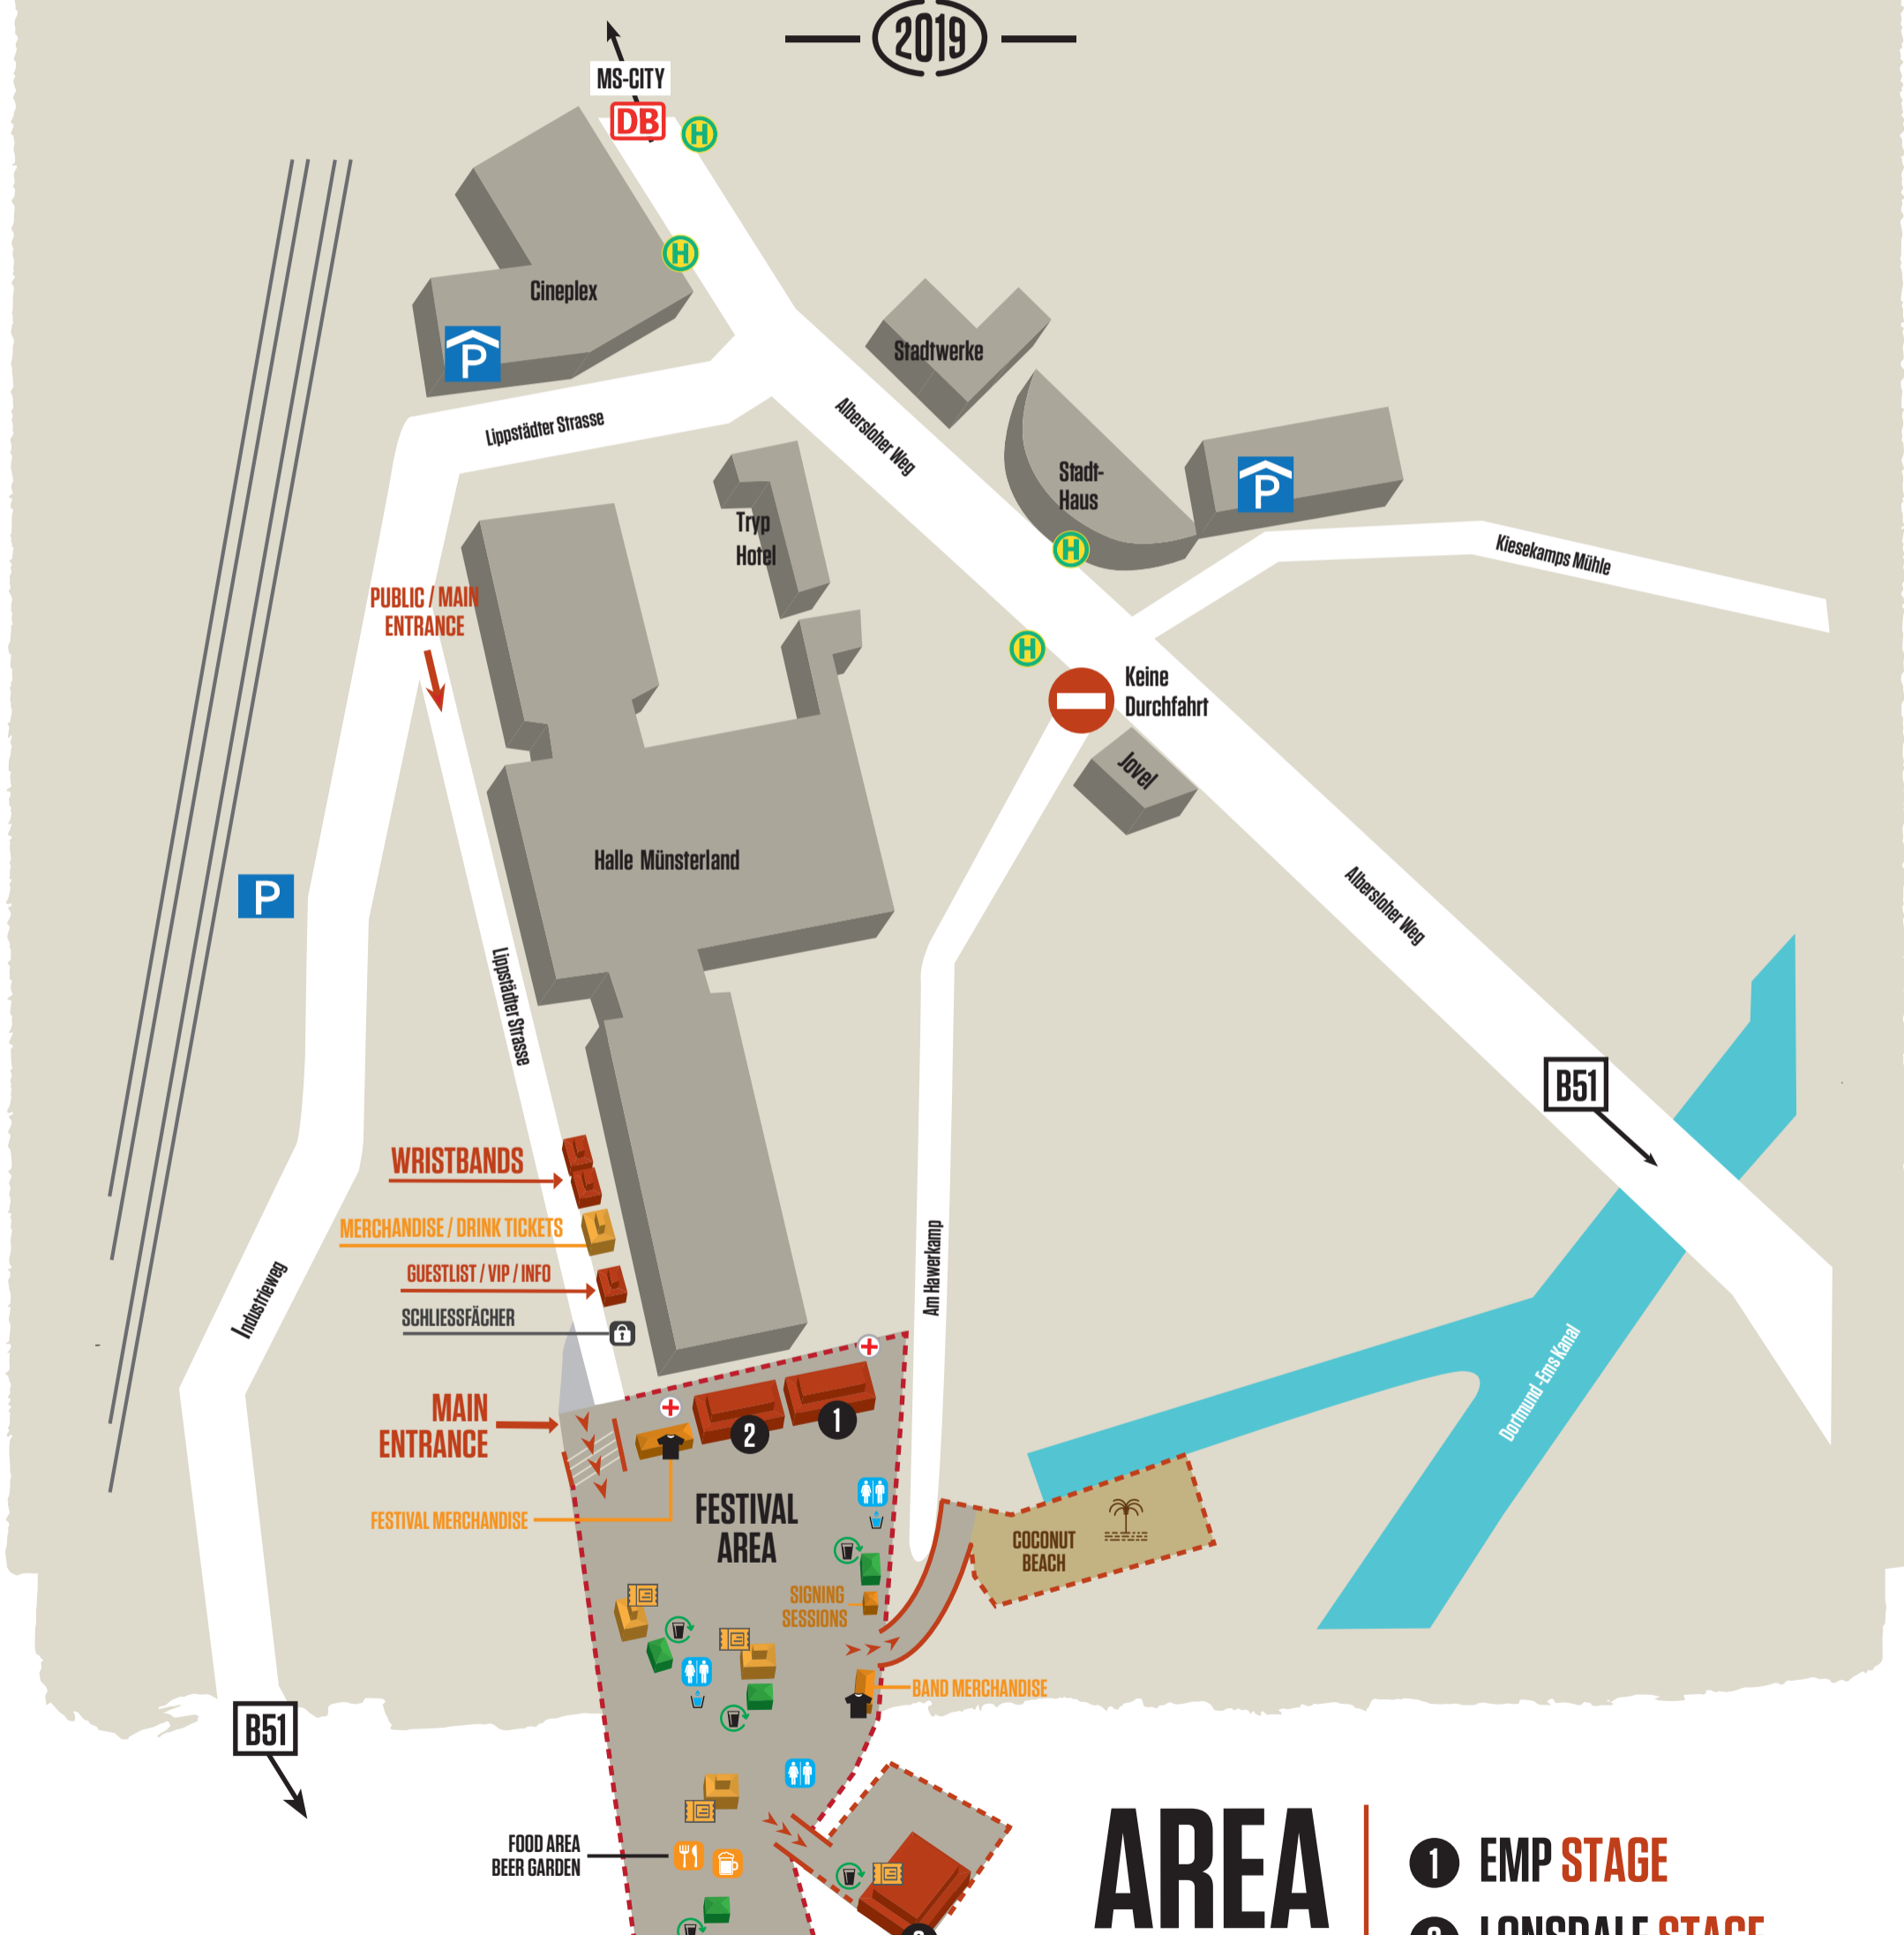 2019
MS-CITY
DB
H
H
Cineplex
P
Stadtwerke
Albersloher Weg
Lippstädter Strasse
Stadt-
Haus
P
H
Tryp
Hotel
Kiesekamps Mühle
PUBLIC / MAIN
ENTRANCE
H
Keine
Durchfahrt
Jovel
Halle Münsterland
P
Albersloher Weg
Lippstädter Strasse
B51
WRISTBANDS
MERCHANDISE / DRINK TICKETS
GUESTLIST / VIP / INFO
SCHLIESSFÄCHER
Industrieweg
Am Hawerkamp
Dortmund-Ems Kanal
MAIN
ENTRANCE
2
1
FESTIVAL MERCHANDISE
FESTIVAL
AREA
COCONUT
BEACH
SIGNING
SESSIONS
BAND MERCHANDISE
B51
FOOD AREA
BEER GARDEN
AREA
1 EMP STAGE
2 LONSDALE STAGE